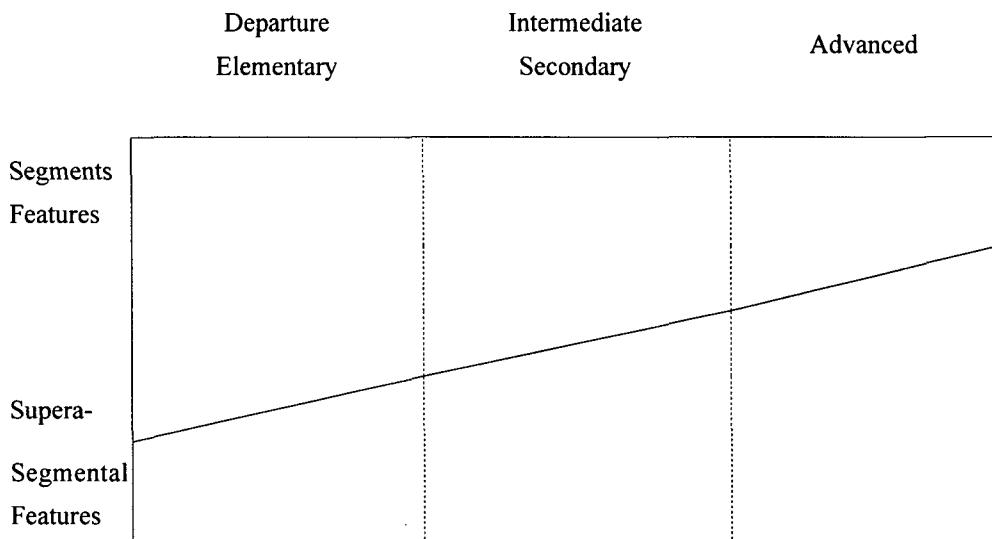 Departure
Elementary
Intermediate
Secondary
Advanced
Segments
Features
Supera-
Segmental
Features